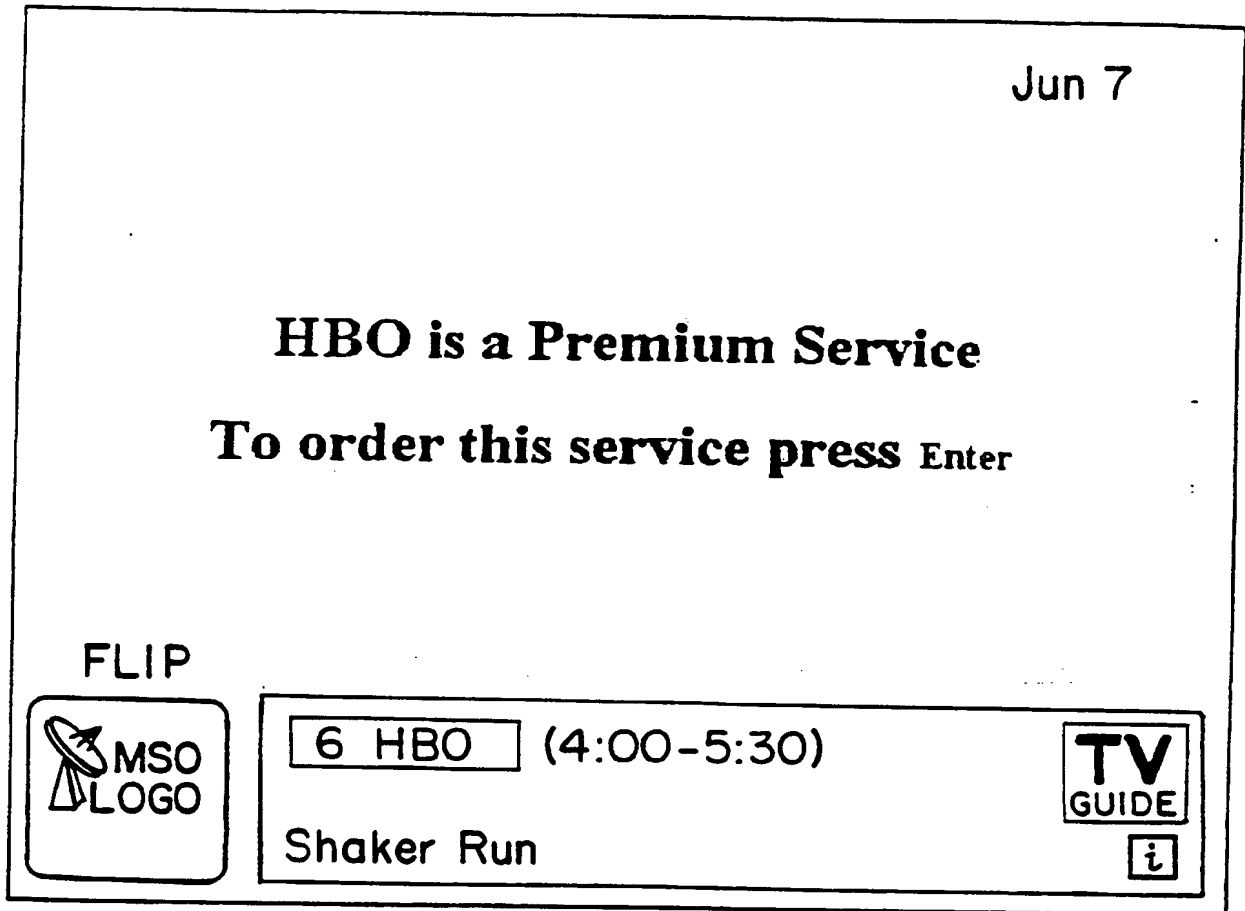 Jun 7
HBO is a Premium Service
To order this service press Enter
FLIP
MSO
LOGO
6 HBO (4:00-5:30)
TV
GUIDE
Shaker Run
i